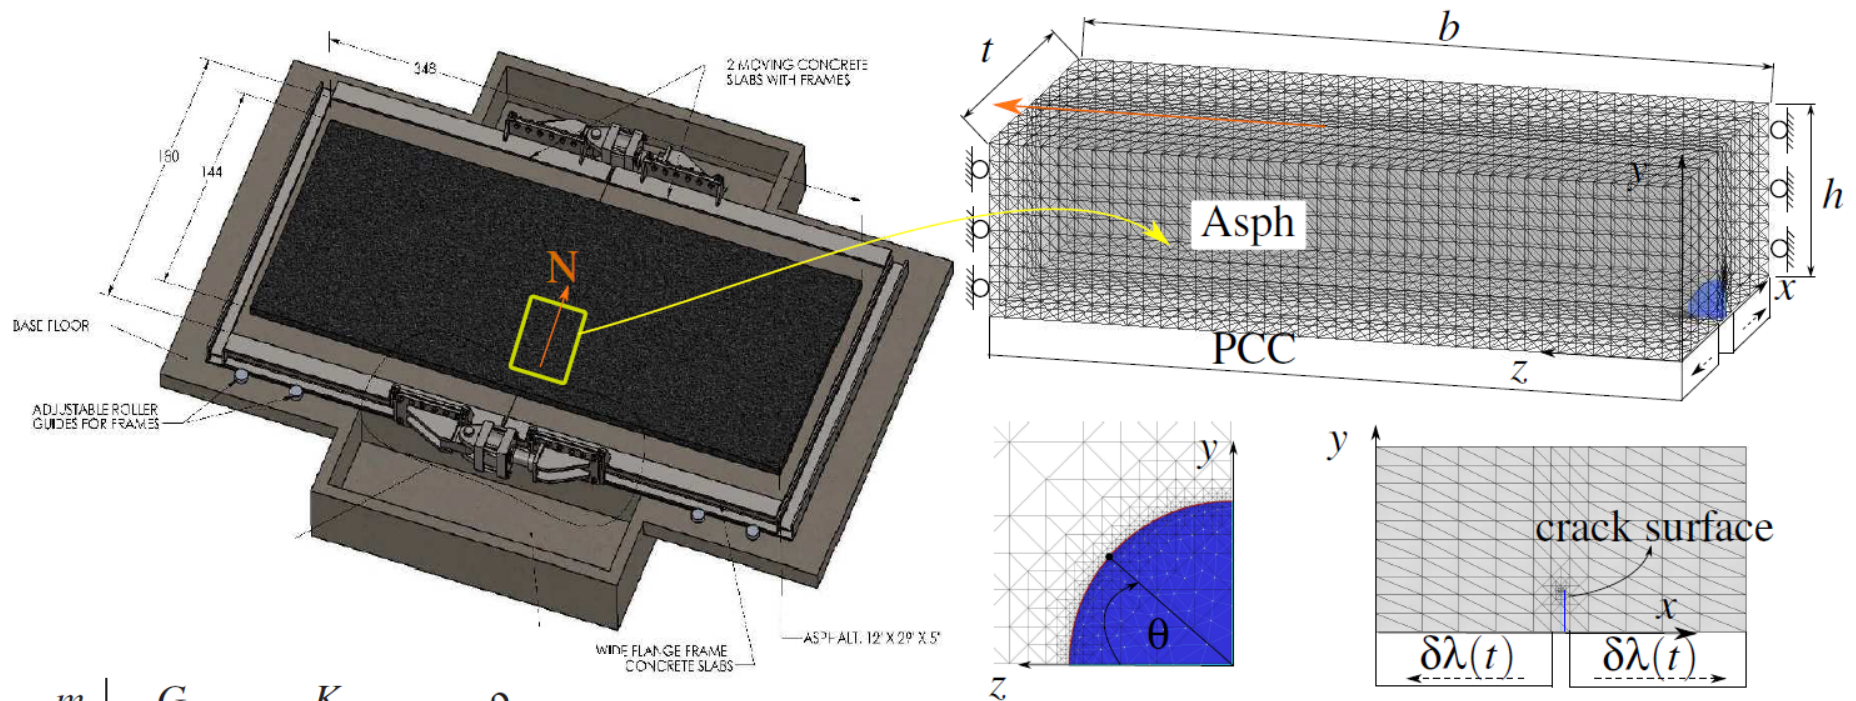 348
2 MOVING CONCRETE
SLABS WITH FRAMES
180
144
N
BASE FLOOR
ADJUSTABLE ROLLER
GUIDES FOR FRAMES
WIDE FLANGE FRAME
CONCRETE SLABS
ASPHALT. 12' X 29' X 5"
t
b
y
Asph
h
x
PCC
z
y
θ
z
y
crack surface
x
δλ(t)
δλ(t)
m
G
K